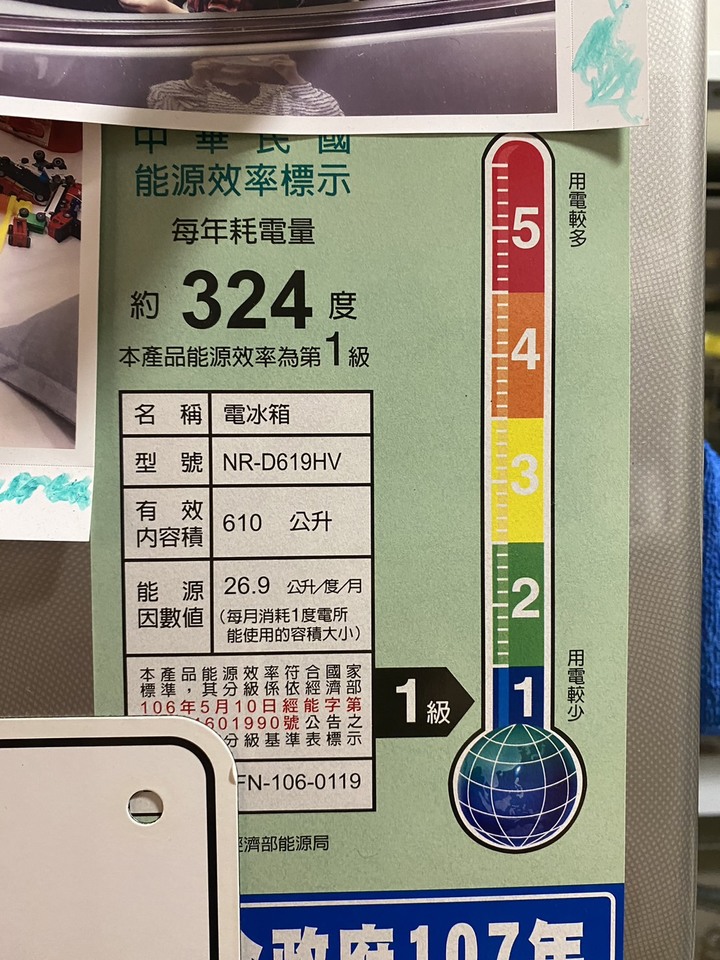 中華民國
能源效率標示
每年耗電量
約 324 度
本產品能源效率為第1級
名稱 電冰箱
型號 NR-D619HV
有效內容積 610 公升
能源因數值 26.9 公升/度/月
(每月消耗1度電所
能使用的容積大小)
本產品能源效率符合國家
標準,其分級係依經濟部
106年5月10日經能字第
601990號公告之
分級基準表標示
FN-106-0119
經濟部能源局
用電較多
5
4
3
2
1
用電較少
1級
政府107年